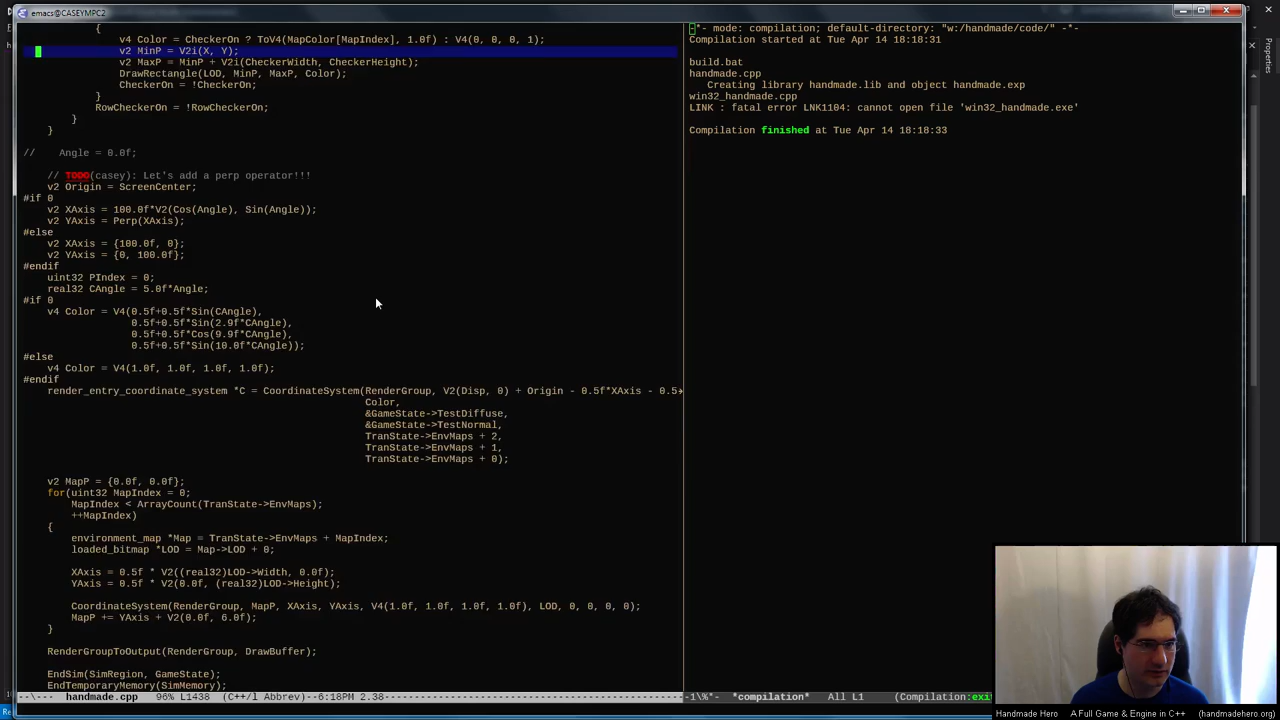 emacs@CASEYMPC2
{
v4 Color = CheckerOn ? ToV4(MapColor[MapIndex], 1.0f) : V4(0, 0, 0, 1);
v2 MinP = V2i(X, Y);
v2 MaxP = MinP + V2i(CheckerWidth, CheckerHeight);
DrawRectangle(LOD, MinP, MaxP, Color);
CheckerOn = !CheckerOn;
}
RowCheckerOn = !RowCheckerOn;
}
}
//    Angle = 0.0f;
// TODO(casey): Let's add a perp operator!!!
v2 Origin = ScreenCenter;
#if 0
v2 XAxis = 100.0f*V2(Cos(Angle), Sin(Angle));
v2 YAxis = Perp(XAxis);
#else
v2 XAxis = {100.0f, 0};
v2 YAxis = {0, 100.0f};
#endif
uint32 PIndex = 0;
real32 CAngle = 5.0f*Angle;
#if 0
v4 Color = V4(0.5f+0.5f*Sin(CAngle),
0.5f+0.5f*Sin(2.9f*CAngle),
0.5f+0.5f*Cos(9.9f*CAngle),
0.5f+0.5f*Sin(10.0f*CAngle));
#else
v4 Color = V4(1.0f, 1.0f, 1.0f, 1.0f);
#endif
render_entry_coordinate_system *C = CoordinateSystem(RenderGroup, V2(Disp, 0) + Origin - 0.5f*XAxis - 0.5
Color,
&GameState->TestDiffuse,
&GameState->TestNormal,
TranState->EnvMaps + 2,
TranState->EnvMaps + 1,
TranState->EnvMaps + 0);
v2 MapP = {0.0f, 0.0f};
for(uint32 MapIndex = 0;
MapIndex < ArrayCount(TranState->EnvMaps);
++MapIndex)
{
environment_map *Map = TranState->EnvMaps + MapIndex;
loaded_bitmap *LOD = Map->LOD + 0;
XAxis = 0.5f * V2((real32)LOD->Width, 0.0f);
YAxis = 0.5f * V2(0.0f, (real32)LOD->Height);
CoordinateSystem(RenderGroup, MapP, XAxis, YAxis, V4(1.0f, 1.0f, 1.0f, 1.0f), LOD, 0, 0, 0, 0);
MapP += YAxis + V2(0.0f, 6.0f);
}
RenderGroupToOutput(RenderGroup, DrawBuffer);
EndSim(SimRegion, GameState);
EndTemporaryMemory(SimMemory);
--\--- handmade.cpp 96% L1438 (C++/l Abbrev)--6:18PM 2.38
-*- mode: compilation; default-directory: "w:/handmade/code/" -*-
Compilation started at Tue Apr 14 18:18:31
build.bat
handmade.cpp
Creating library handmade.lib and object handmade.exp
win32_handmade.cpp
LINK : fatal error LNK1104: cannot open file 'win32_handmade.exe'
Compilation finished at Tue Apr 14 18:18:33
-1\%*- *compilation* All L1 (Compilation:exi
Properties
Handmade Hero A Full Game & Engine in C++ (handmadehero.org)